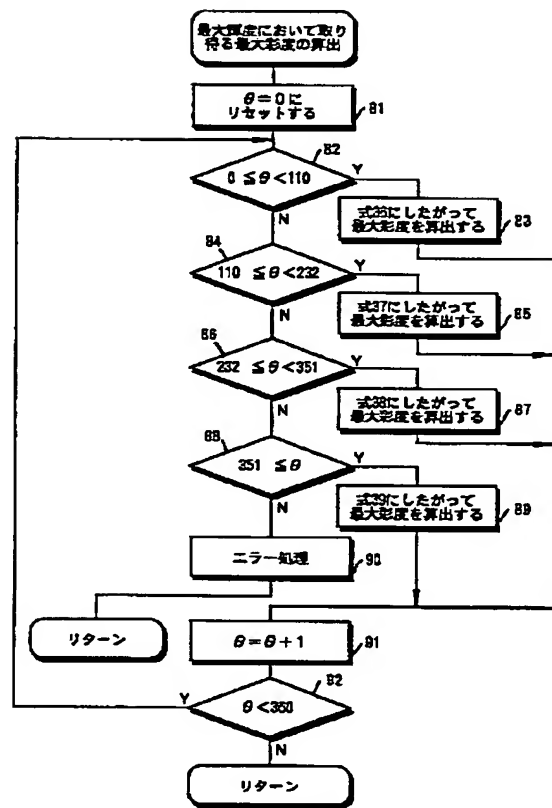 最大輝度において取り
得る最大彩度の算出
θ=0に
リセットする
81
82
0 ≦θ<110
Y
N
式36にしたがって
最大彩度を算出する
83
84
110 ≦θ<232
Y
N
式37にしたがって
最大彩度を算出する
85
86
232 ≦θ<351
Y
N
式38にしたがって
最大彩度を算出する
87
88
351 ≦θ
Y
N
式39にしたがって
最大彩度を算出する
89
エラー処理
90
リターン
θ=θ+1
91
92
Y
θ<360
N
リターン